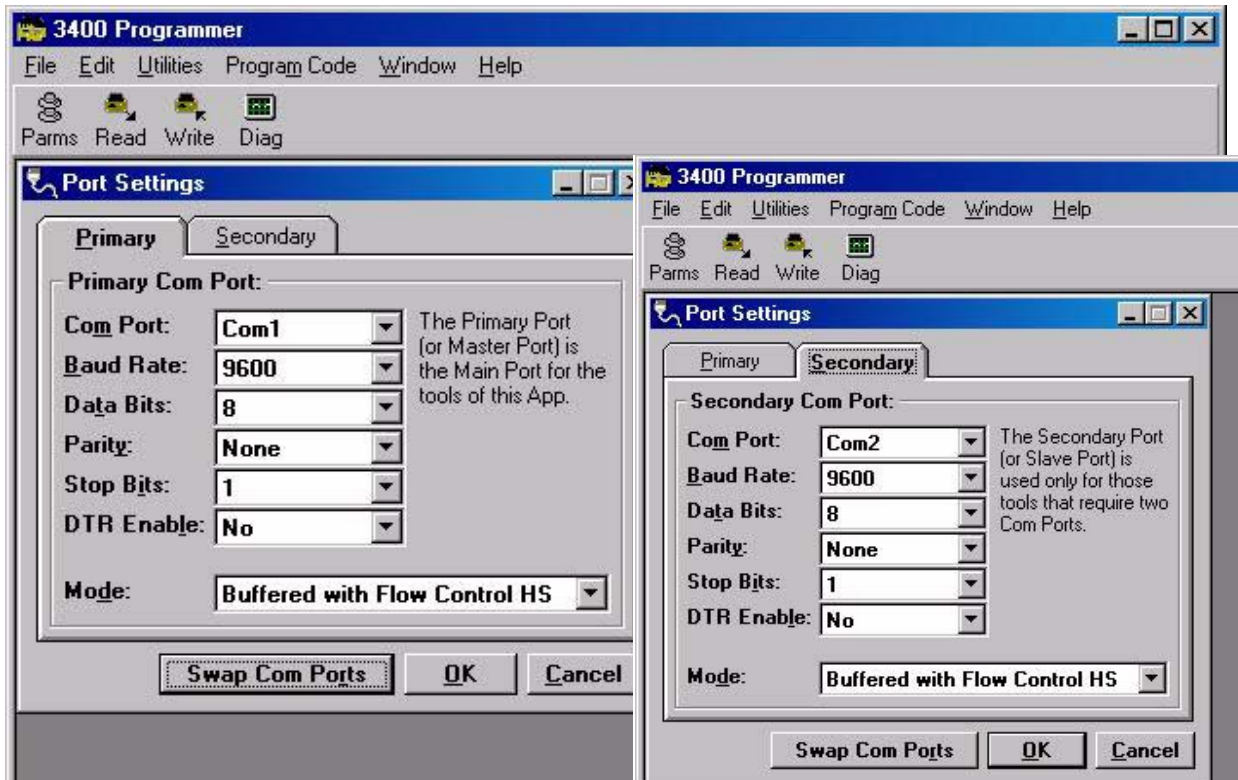 3400 Programmer
File Edit Utilities Program Code Window Help
Parms Read Write Diag
Port Settings
Primary Secondary
Primary Com Port:
Com Port: Com1
Baud Rate: 9600
Data Bits: 8
Parity: None
Stop Bits: 1
DTR Enable: No
The Primary Port
(or Master Port) is
the Main Port for the
tools of this App.
Mode: Buffered with Flow Control HS
Swap Com Ports OK Cancel
3400 Programmer
File Edit Utilities Program Code Window Help
Parms Read Write Diag
Port Settings
Primary Secondary
Secondary Com Port:
Com Port: Com2
Baud Rate: 9600
Data Bits: 8
Parity: None
Stop Bits: 1
DTR Enable: No
The Secondary Port
(or Slave Port) is
used only for those
tools that require two
Com Ports.
Mode: Buffered with Flow Control HS
Swap Com Ports OK Cancel